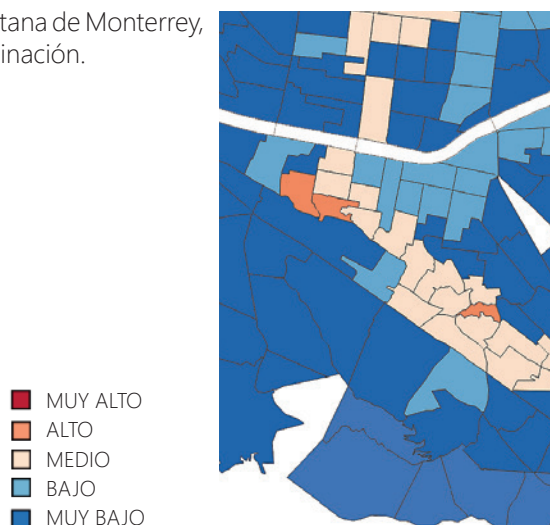 tana de Monterrey,
inación.
MUY ALTO
ALTO
MEDIO
BAJO
MUY BAJO